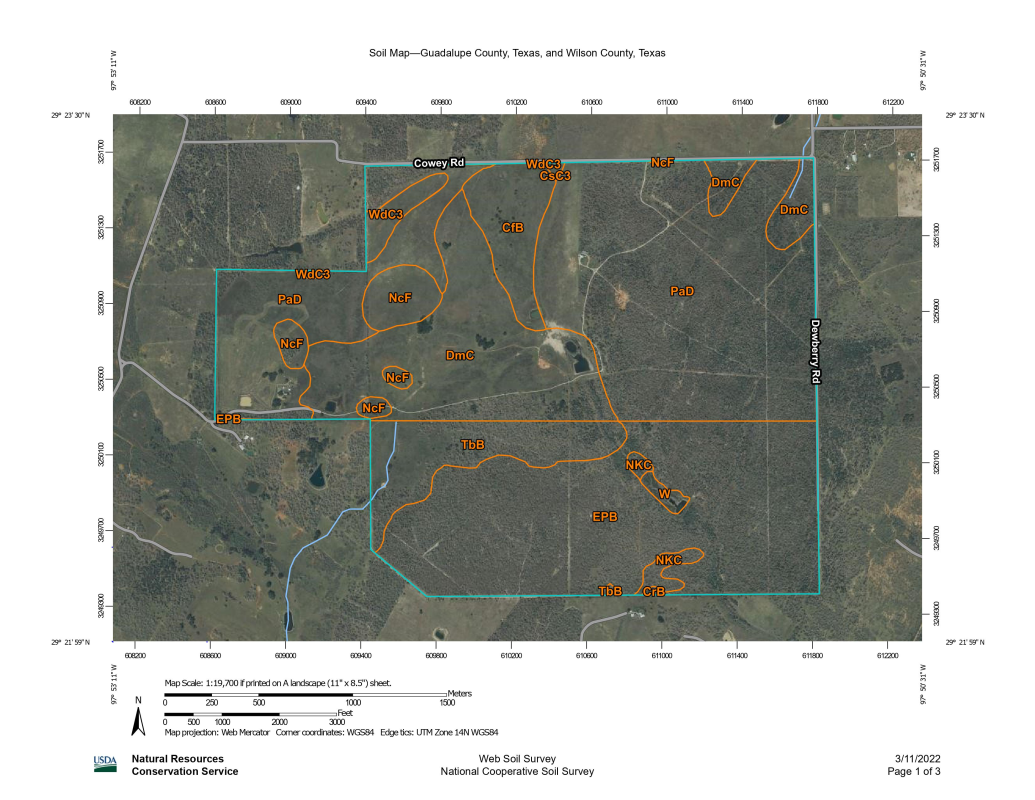 Soil Map—Guadalupe County, Texas, and Wilson County, Texas
97° 53' 11'' W
97° 50' 31'' W
608200 608600 609000 609400 609800 610200 610600 611000 611400 611800 612200
29° 23' 30'' N
29° 23' 30'' N
3251700
3251700
Cowey Rd
WdC3
CsC3
NcF
DmC
DmC
WdC3
CfB
3251300
3251300
WdC3
PaD
NcF
PaD
3250900
3250900
NcF
DmC
Dewberry Rd
NcF
3250500
3250500
NcF
EPB
TbB
3250100
3250100
NKC
W
EPB
3249700
3249700
NKC
TbB
CrB
3249300
3249300
29° 21' 59'' N
29° 21' 59'' N
608200 608600 609000 609400 609800 610200 610600 611000 611400 611800 612200
97° 53' 11'' W
97° 50' 31'' W
Map Scale: 1:19,700 if printed on A landscape (11" x 8.5") sheet.
N
Meters
0 250 500 1000 1500
Feet
0 500 1000 2000 3000
Map projection: Web Mercator Corner coordinates: WGS84 Edge tics: UTM Zone 14N WGS84
USDA
Natural Resources
Conservation Service
Web Soil Survey
National Cooperative Soil Survey
3/11/2022
Page 1 of 3